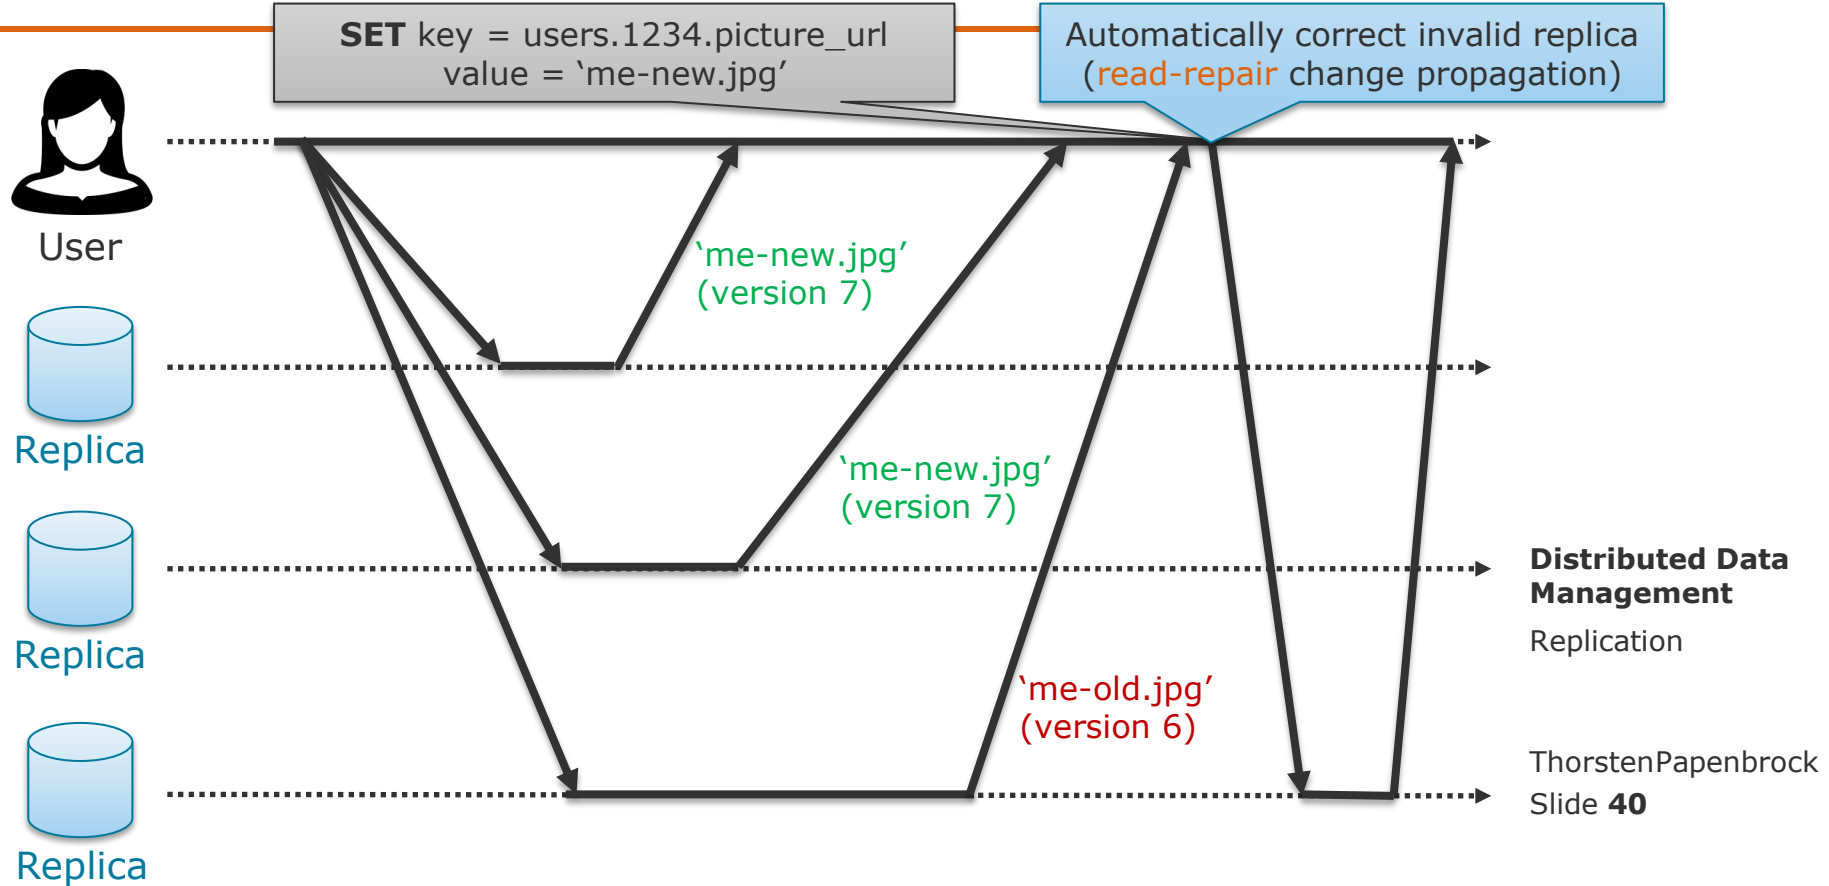 SET key = users.1234.picture_url
value = ‘me-new.jpg’
Automatically correct invalid replica
(read-repair change propagation)
User
‘me-new.jpg’
(version 7)
Replica
‘me-new.jpg’
(version 7)
Replica
Distributed Data
Management
Replication
‘me-old.jpg’
(version 6)
Replica
ThorstenPapenbrock
Slide 40